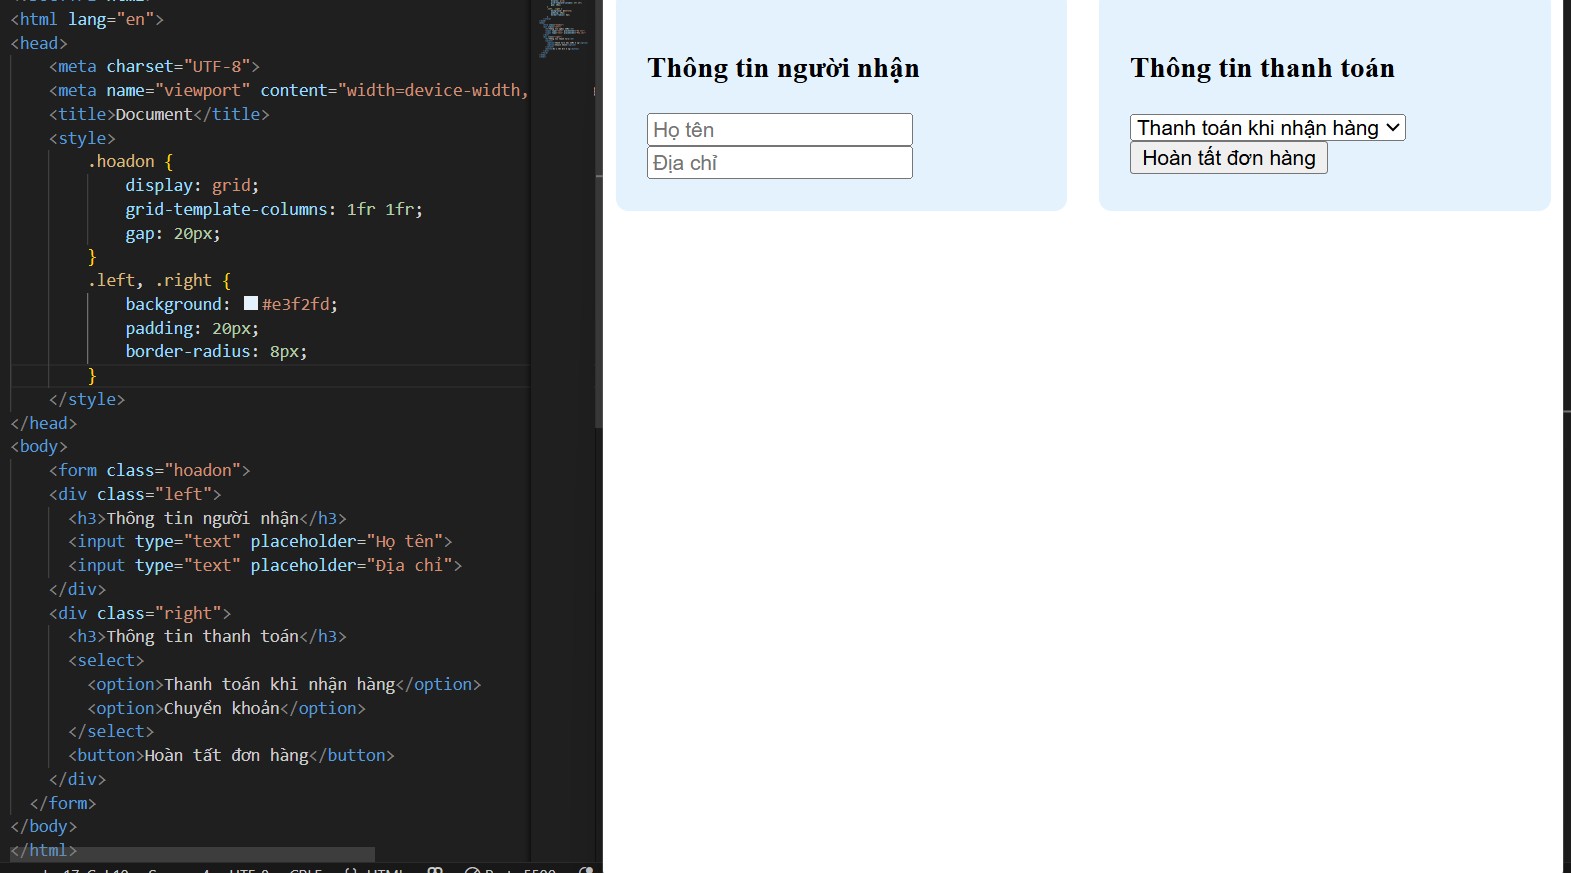 <html lang="en">
<head>
<meta charset="UTF-8">
<meta name="viewport" content="width=device-width,
<title>Document</title>
<style>
.hoadon {
display: grid;
grid-template-columns: 1fr 1fr;
gap: 20px;
}
.left, .right {
background: #e3f2fd;
padding: 20px;
border-radius: 8px;
}
</style>
</head>
<body>
<form class="hoadon">
<div class="left">
<h3>Thông tin người nhận</h3>
<input type="text" placeholder="Họ tên">
<input type="text" placeholder="Địa chỉ">
</div>
<div class="right">
<h3>Thông tin thanh toán</h3>
<select>
<option>Thanh toán khi nhận hàng</option>
<option>Chuyển khoản</option>
</select>
<button>Hoàn tất đơn hàng</button>
</div>
</form>
</body>
</html>
Thông tin người nhận
Họ tên
Địa chỉ
Thông tin thanh toán
Thanh toán khi nhận hàng
Hoàn tất đơn hàng